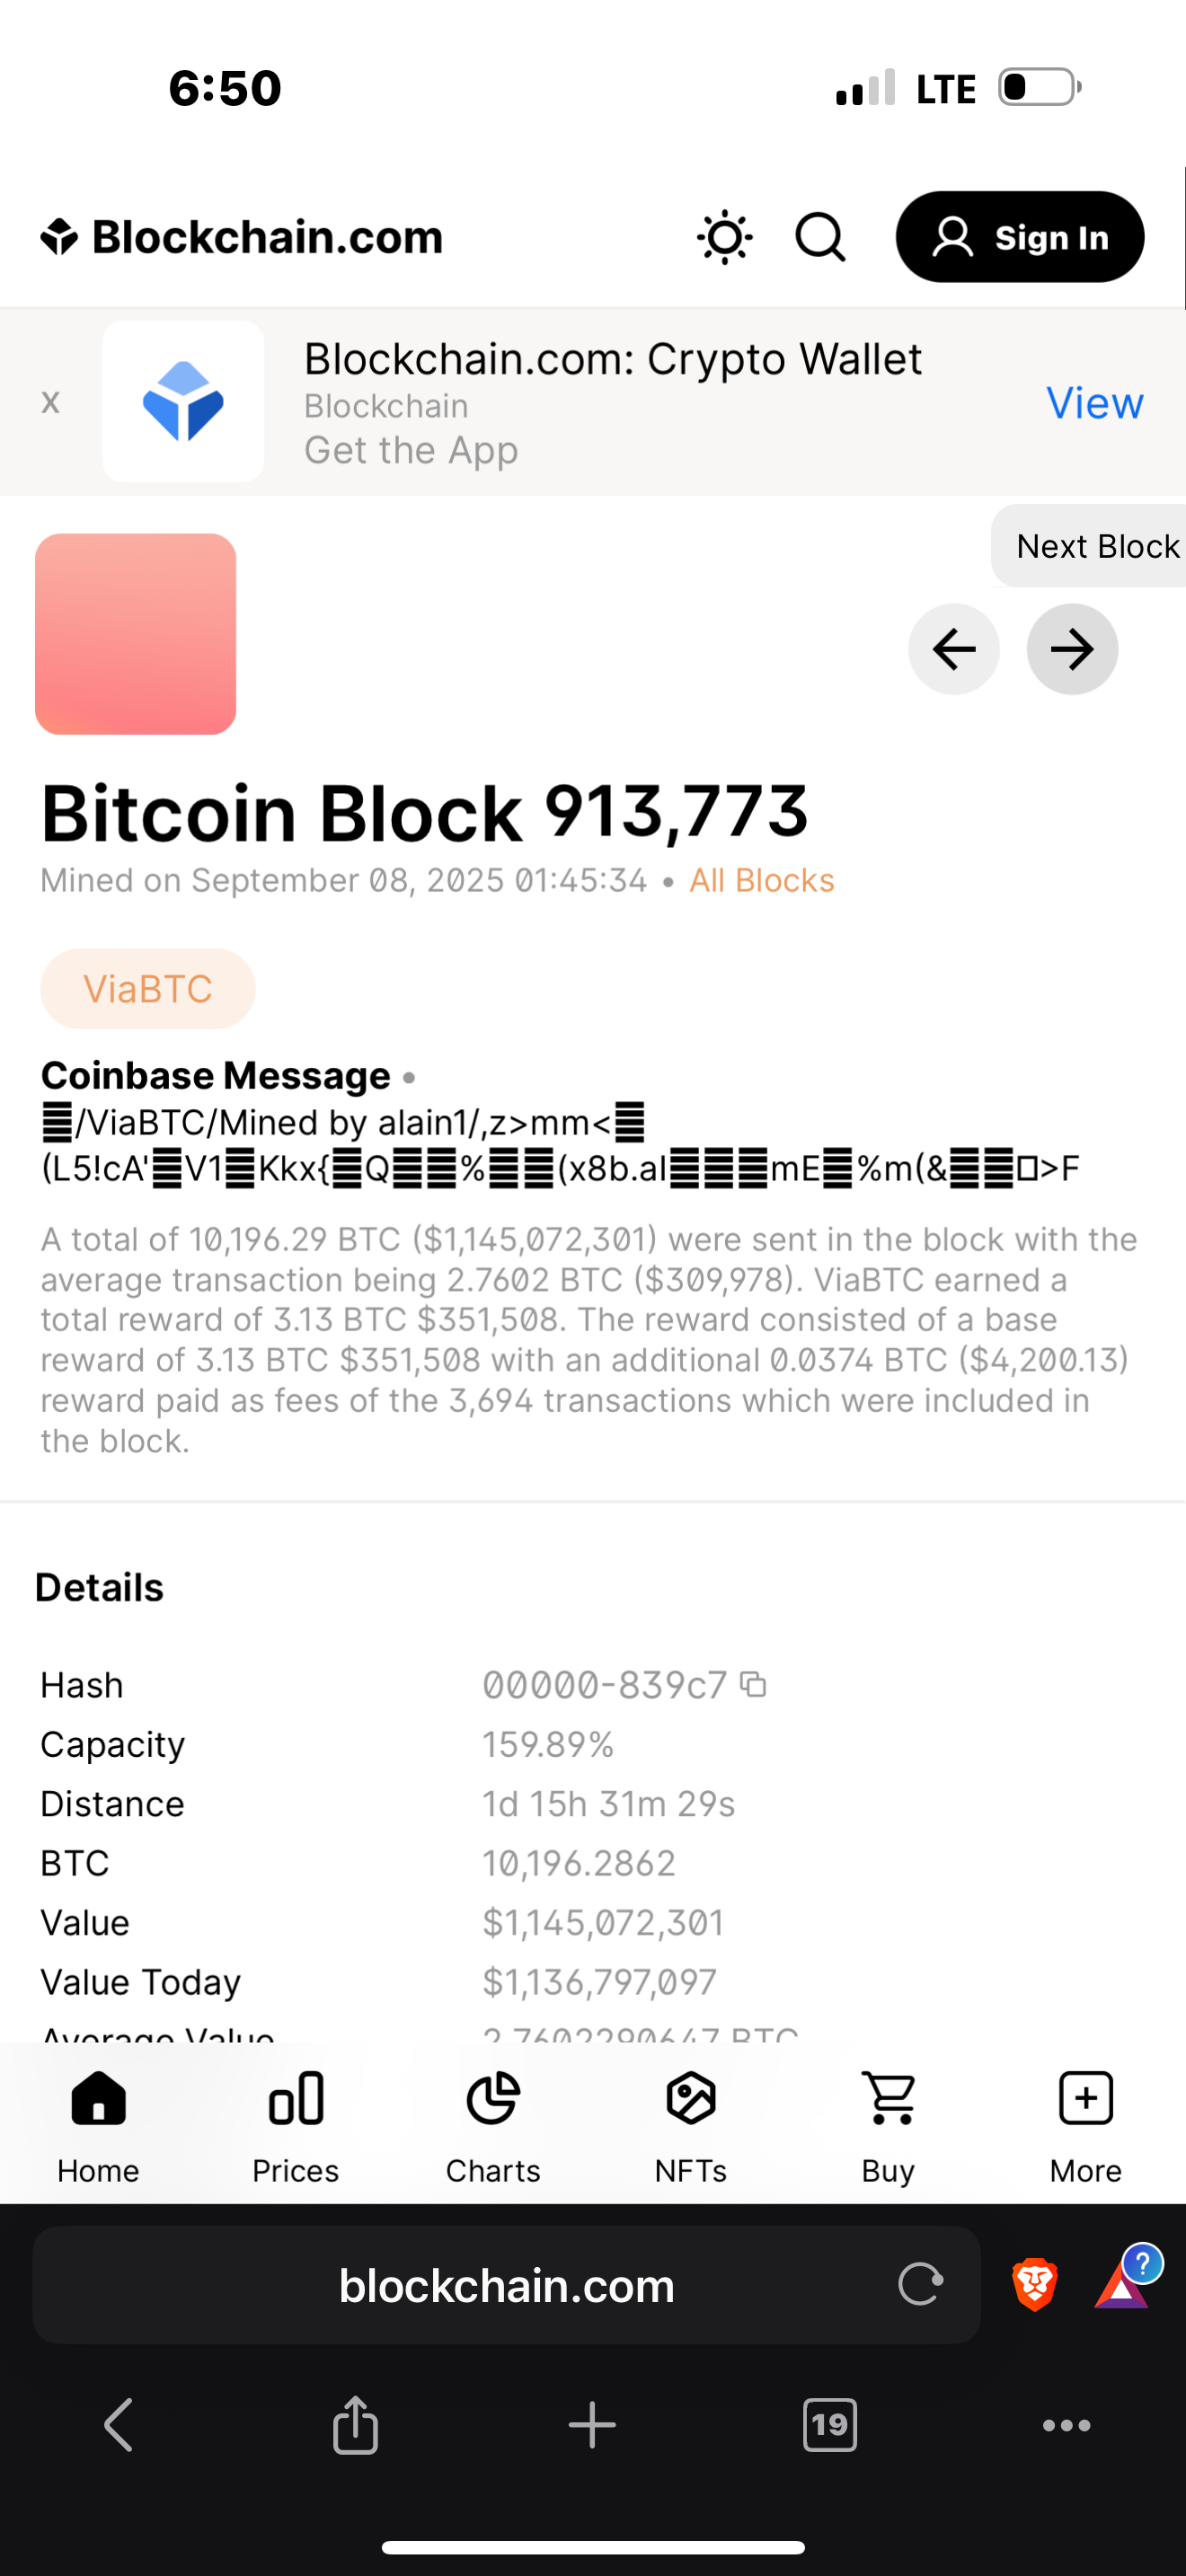 6:50
LTE
Blockchain.com
Sign In
x
Blockchain.com: Crypto Wallet
Blockchain
Get the App
View
Next Block
Bitcoin Block 913,773
Mined on September 08, 2025 01:45:34 • All Blocks
ViaBTC
Coinbase Message •
/ViaBTC/Mined by alain1/,z>mm<
(L5!cA' V1 Kkx{ Q % (x8b.al mE %m(& >F
A total of 10,196.29 BTC ($1,145,072,301) were sent in the block with the
average transaction being 2.7602 BTC ($309,978). ViaBTC earned a
total reward of 3.13 BTC $351,508. The reward consisted of a base
reward of 3.13 BTC $351,508 with an additional 0.0374 BTC ($4,200.13)
reward paid as fees of the 3,694 transactions which were included in
the block.
Details
Hash 00000-839c7
Capacity 159.89%
Distance 1d 15h 31m 29s
BTC 10,196.2862
Value $1,145,072,301
Value Today $1,136,797,097
Average Value 2.7602290647 BTC
Home Prices Charts NFTs Buy More
blockchain.com
?
19